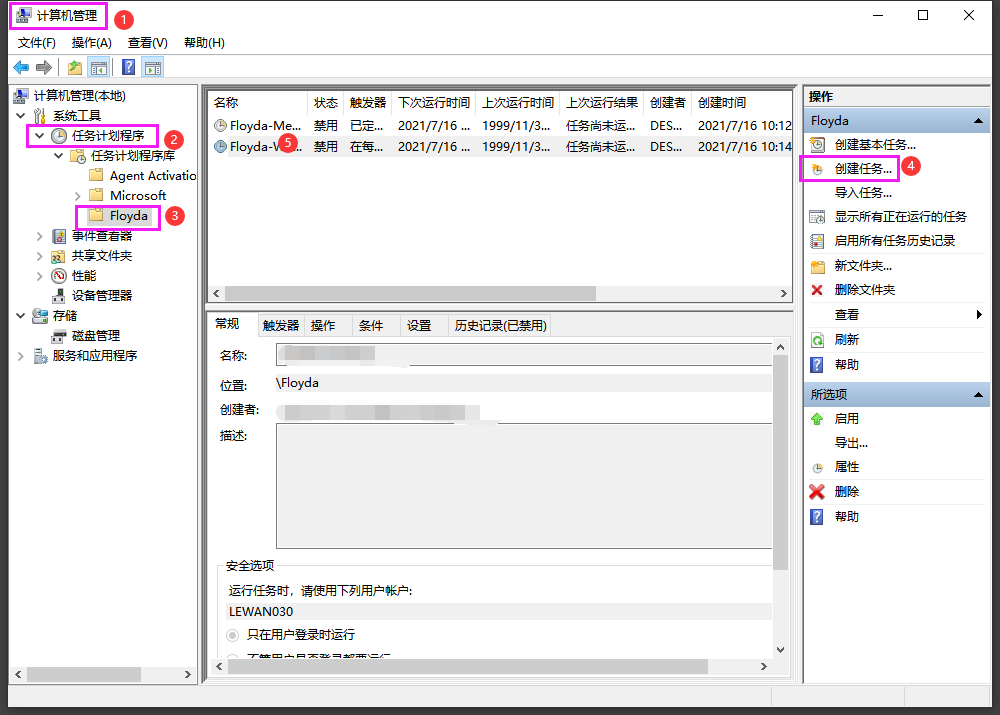 计算机管理 1
文件(F) 操作(A) 查看(V) 帮助(H)
计算机管理(本地)
系统工具
任务计划程序 2
任务计划程序库
Agent Activatio
Microsoft
Floyda 3
事件查看器
共享文件夹
性能
设备管理器
存储
磁盘管理
服务和应用程序
名称 状态 触发器 下次运行时间 上次运行时间 上次运行结果 创建者 创建时间
Floyda-Me... 禁用 已定... 2021/7/16 ... 1999/11/3... 任务尚未运... DES... 2021/7/16 10:12
Floyda- 5 禁用 在每... 2021/7/16 ... 1999/11/3... 任务尚未运... DES... 2021/7/16 10:14
常规 触发器 操作 条件 设置 历史记录(已禁用)
名称:
位置: \Floyda
创建者:
描述:
安全选项
运行任务时，请使用下列用户帐户:
LEWAN030
只在用户登录时运行
不管用户是否登录都要运行
操作
Floyda
创建基本任务...
创建任务... 4
导入任务...
显示所有正在运行的任务
启用所有任务历史记录
新文件夹...
删除文件夹
查看
刷新
帮助
所选项
启用
导出...
属性
删除
帮助